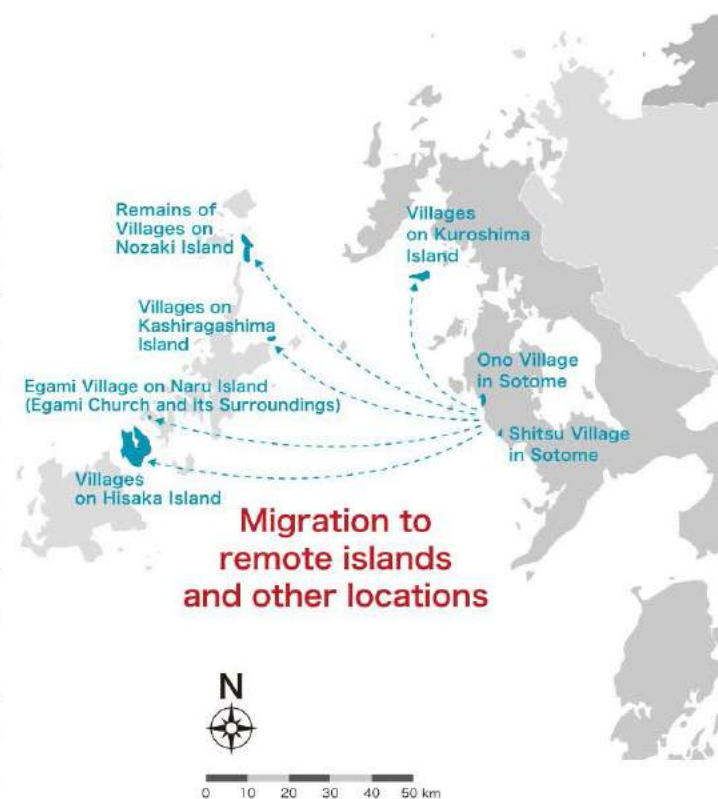 Remains of
Villages on
Nozaki Island
Villages
on Kuroshima
Island
Villages on
Kashiragashima
Island
Ono Village
in Sotome
Egami Village on Naru Island
(Egami Church and Its Surroundings)
Shitsu Village
in Sotome
Villages
on Hisaka Island
Migration to
remote islands
and other locations
N
0 10 20 30 40 50 km